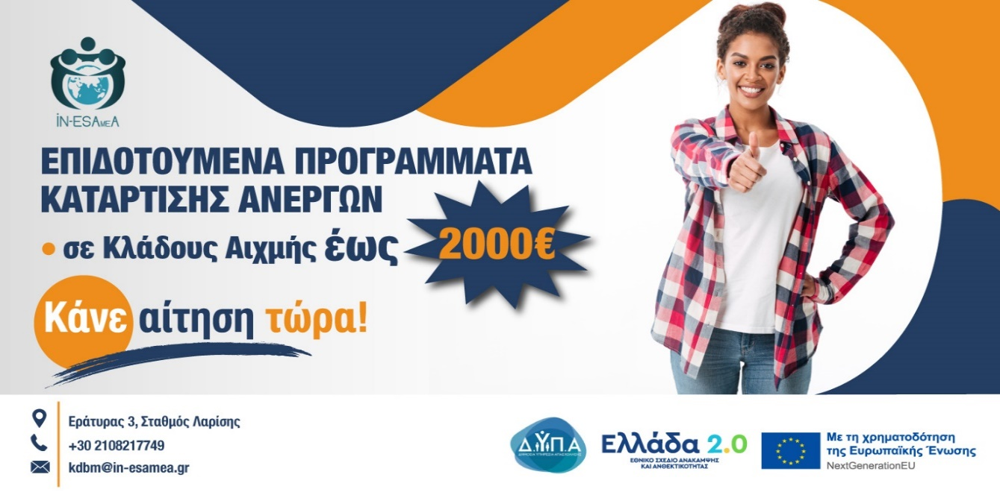 iN-ESAMEA
ΕΠΙΔΟΤΟΥΜΕΝΑ ΠΡΟΓΡΑΜΜΑΤΑ
ΚΑΤΑΡΤΙΣΗΣ ΑΝΕΡΓΩΝ
• σε Κλάδους Αιχμής έως 2000€
Κάνε αίτηση τώρα!
Εράτυρας 3, Σταθμός Λαρίσης
+30 2108217749
kdbm@in-esamea.gr
Δ.ΥΠ.Α
ΔΗΜΟΣΙΑ ΥΠΗΡΕΣΙΑ ΑΠΑΣΧΟΛΗΣΗΣ
Ελλάδα 2.0
ΕΘΝΙΚΟ ΣΧΕΔΙΟ ΑΝΑΚΑΜΨΗΣ
ΚΑΙ ΑΝΘΕΚΤΙΚΟΤΗΤΑΣ
Με τη χρηματοδότηση
της Ευρωπαϊκής Ένωσης
NextGenerationEU